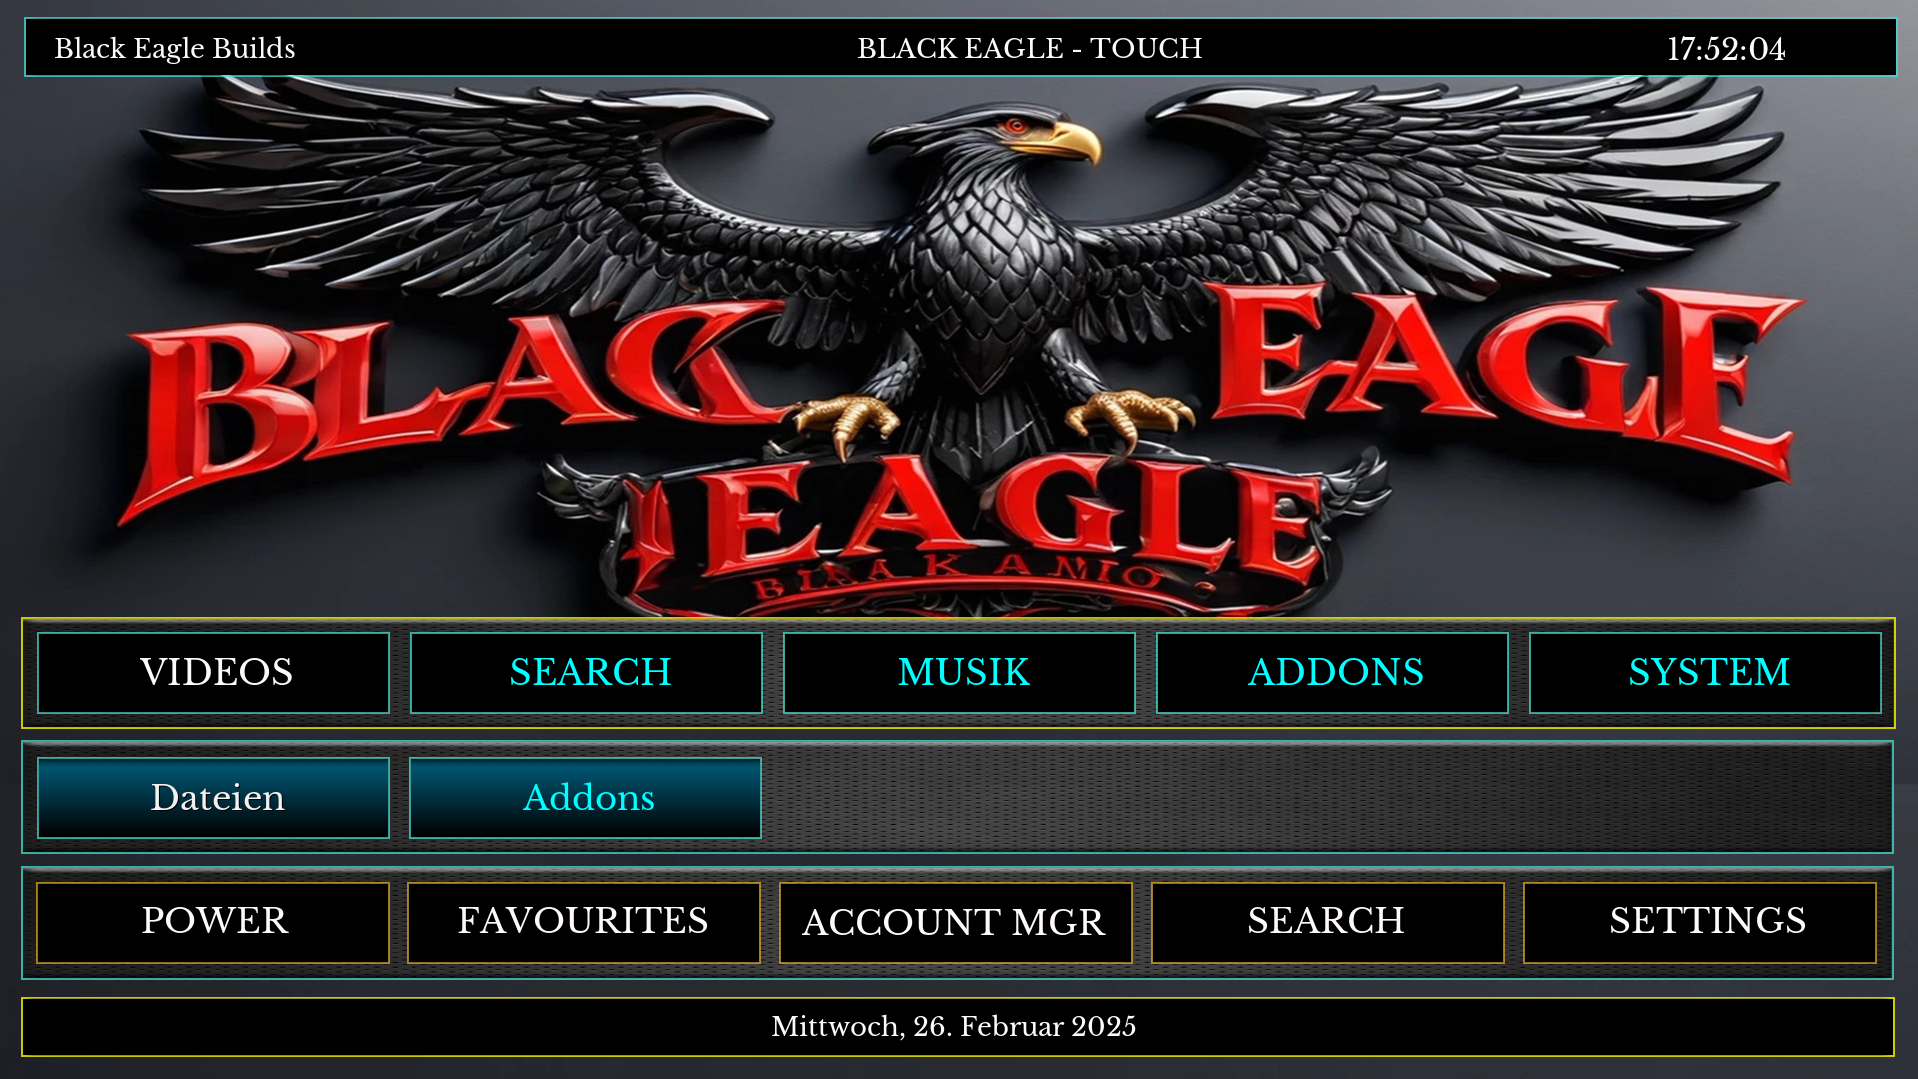 Black Eagle Builds
BLACK EAGLE - TOUCH
17:52:04
BLAC EAGE
EAGLE
VIDEOS SEARCH MUSIK ADDONS SYSTEM
Dateien Addons
POWER FAVOURITES ACCOUNT MGR SEARCH SETTINGS
Mittwoch, 26. Februar 2025